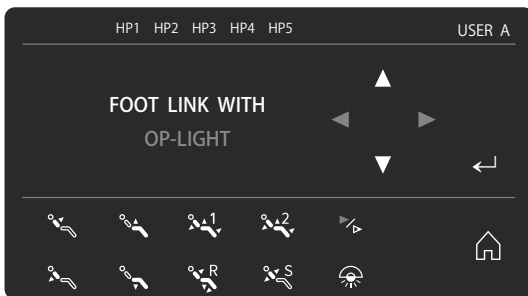 HP1 HP2 HP3 HP4 HP5 USER A
FOOT LINK WITH
OP-LIGHT
1 2
R S